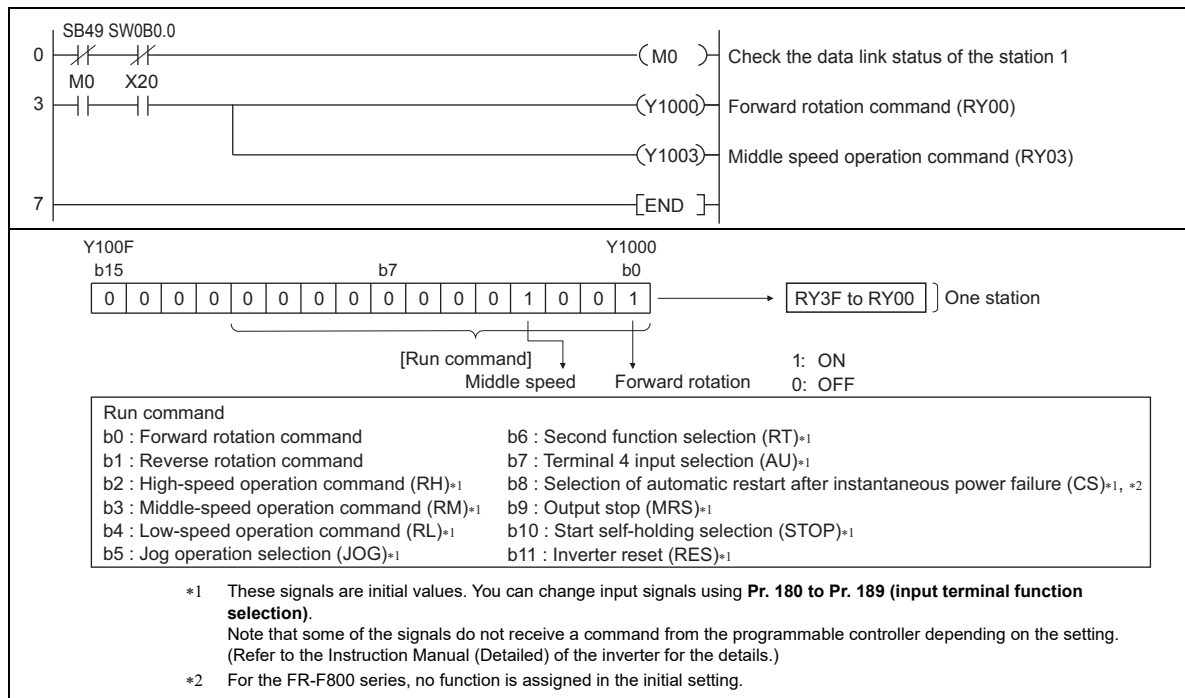 SB49 SW0B0.0
0 M0 Check the data link status of the station 1
M0 X20
3 Y1000 Forward rotation command (RY00)
Y1003 Middle speed operation command (RY03)
7 END
Y100F Y1000
b15 b7 b0
0 0 0 0 0 0 0 0 0 0 0 0 1 0 0 1 RY3F to RY00 One station
[Run command] 1: ON
Middle speed Forward rotation 0: OFF
Run command
b0 : Forward rotation command
b1 : Reverse rotation command
b2 : High-speed operation command (RH)*1
b3 : Middle-speed operation command (RM)*1
b4 : Low-speed operation command (RL)*1
b5 : Jog operation selection (JOG)*1
b6 : Second function selection (RT)*1
b7 : Terminal 4 input selection (AU)*1
b8 : Selection of automatic restart after instantaneous power failure (CS)*1, *2
b9 : Output stop (MRS)*1
b10 : Start self-holding selection (STOP)*1
b11 : Inverter reset (RES)*1
*1 These signals are initial values. You can change input signals using Pr. 180 to Pr. 189 (input terminal function
selection).
Note that some of the signals do not receive a command from the programmable controller depending on the setting.
(Refer to the Instruction Manual (Detailed) of the inverter for the details.)
*2 For the FR-F800 series, no function is assigned in the initial setting.